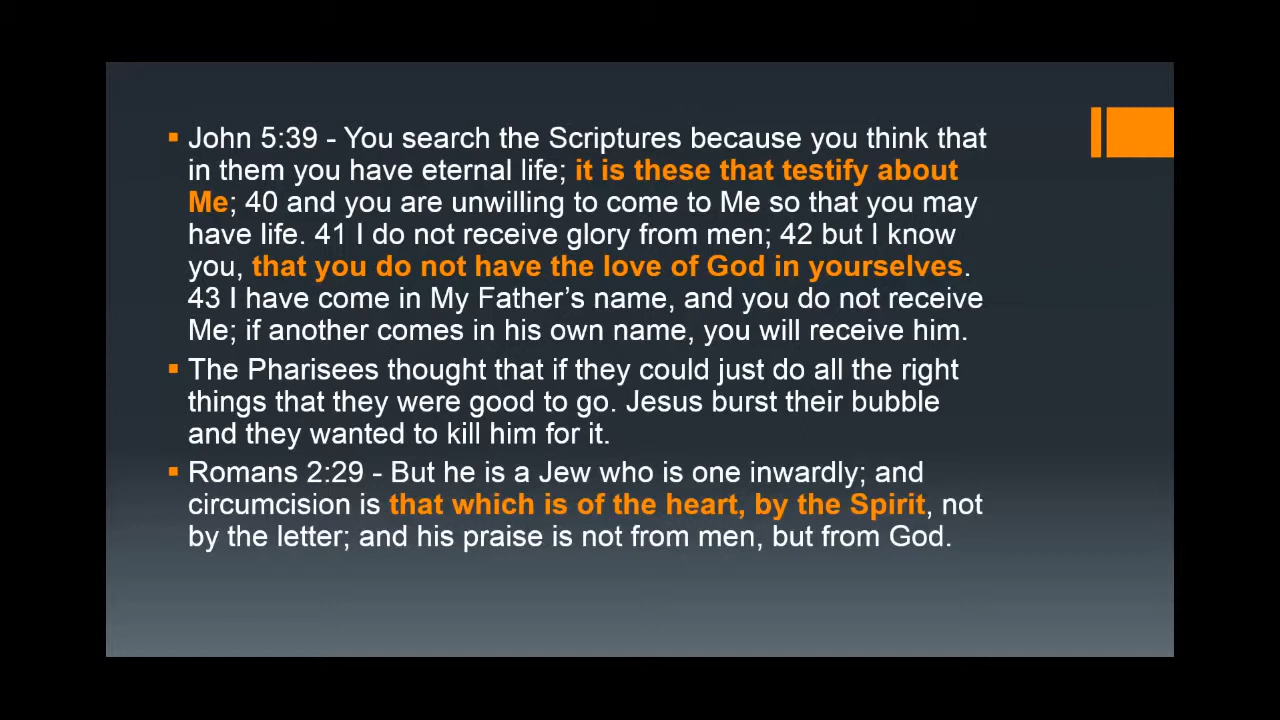 John 5:39 - You search the Scriptures because you think that
in them you have eternal life; it is these that testify about
Me; 40 and you are unwilling to come to Me so that you may
have life. 41 I do not receive glory from men; 42 but I know
you, that you do not have the love of God in yourselves.
43 I have come in My Father’s name, and you do not receive
Me; if another comes in his own name, you will receive him.
The Pharisees thought that if they could just do all the right
things that they were good to go. Jesus burst their bubble
and they wanted to kill him for it.
Romans 2:29 - But he is a Jew who is one inwardly; and
circumcision is that which is of the heart, by the Spirit, not
by the letter; and his praise is not from men, but from God.